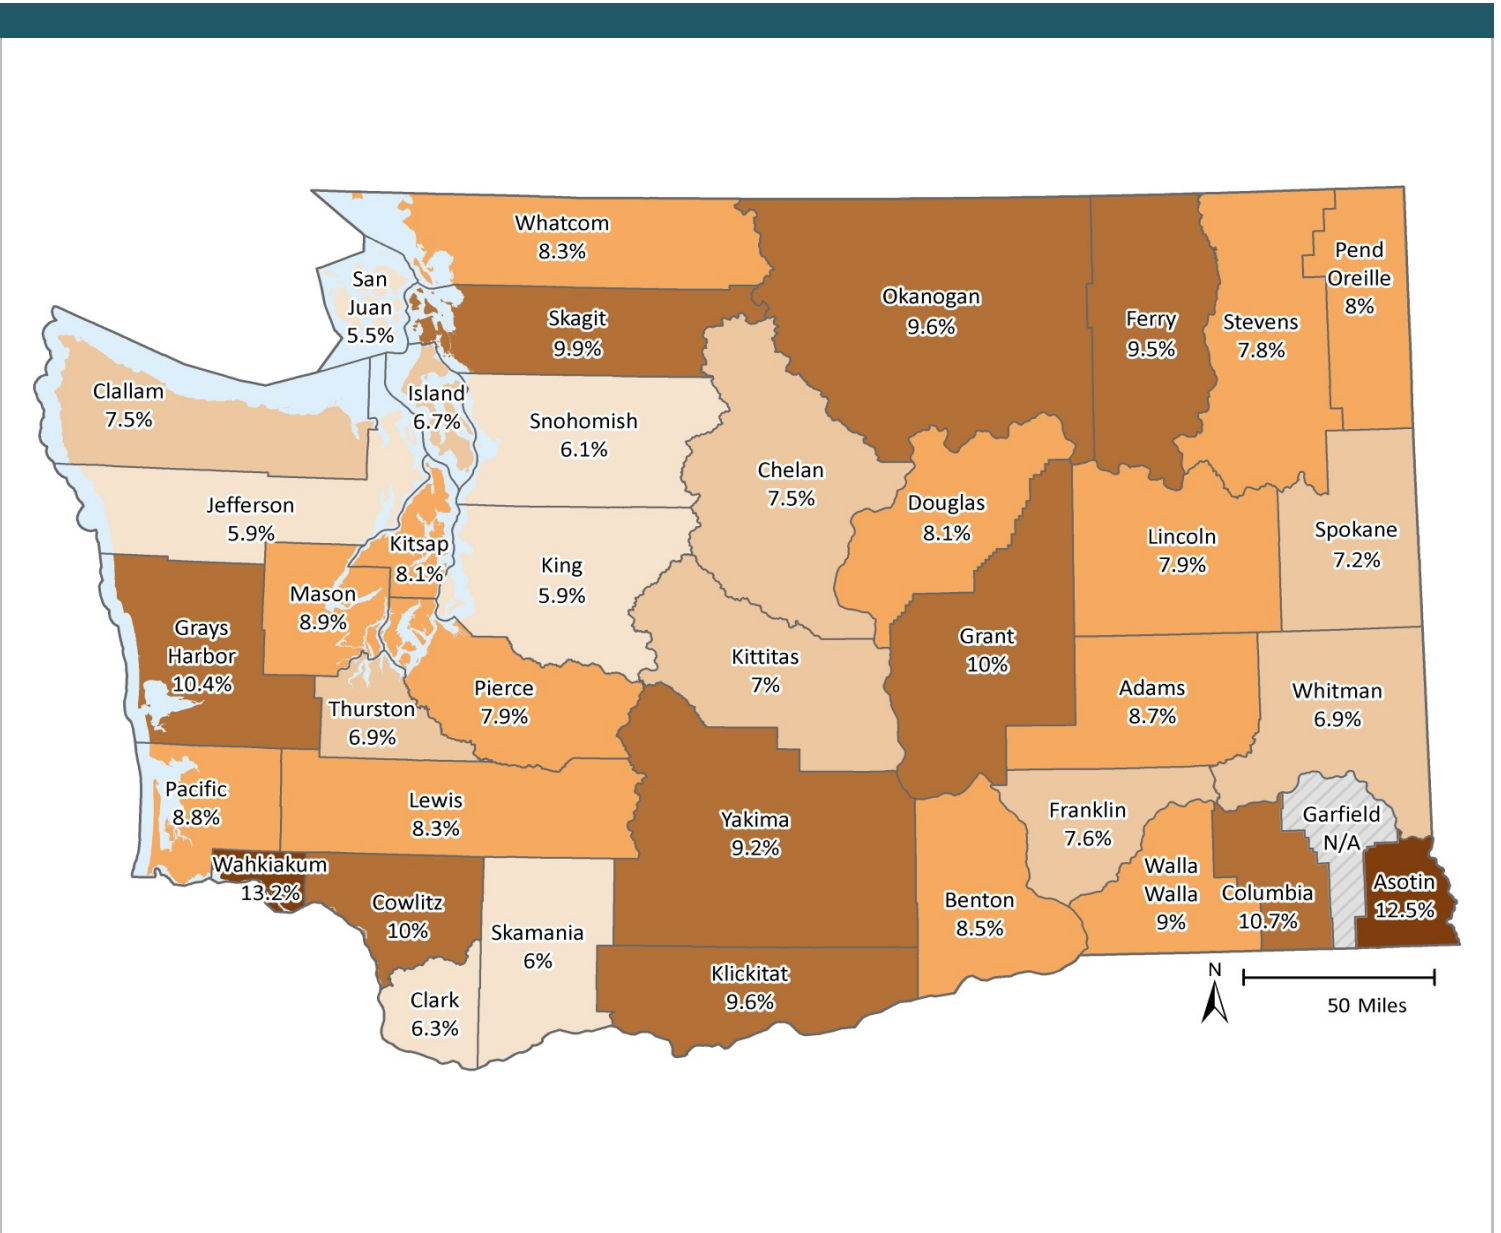 Whatcom
8.3%
San
Juan
5.5%
Skagit
9.9%
Okanogan
9.6%
Ferry
9.5%
Stevens
7.8%
Pend
Oreille
8%
Clallam
7.5%
Island
6.7%
Snohomish
6.1%
Chelan
7.5%
Douglas
8.1%
Lincoln
7.9%
Spokane
7.2%
Jefferson
5.9%
Kitsap
8.1%
King
5.9%
Mason
8.9%
Grays
Harbor
10.4%
Kittitas
7%
Grant
10%
Adams
8.7%
Whitman
6.9%
Thurston
6.9%
Pierce
7.9%
Pacific
8.8%
Lewis
8.3%
Yakima
9.2%
Franklin
7.6%
Garfield
N/A
Wahkiakum
13.2%
Cowlitz
10%
Skamania
6%
Benton
8.5%
Walla
Walla
9%
Columbia
10.7%
Asotin
12.5%
Clark
6.3%
Klickitat
9.6%
N
50 Miles